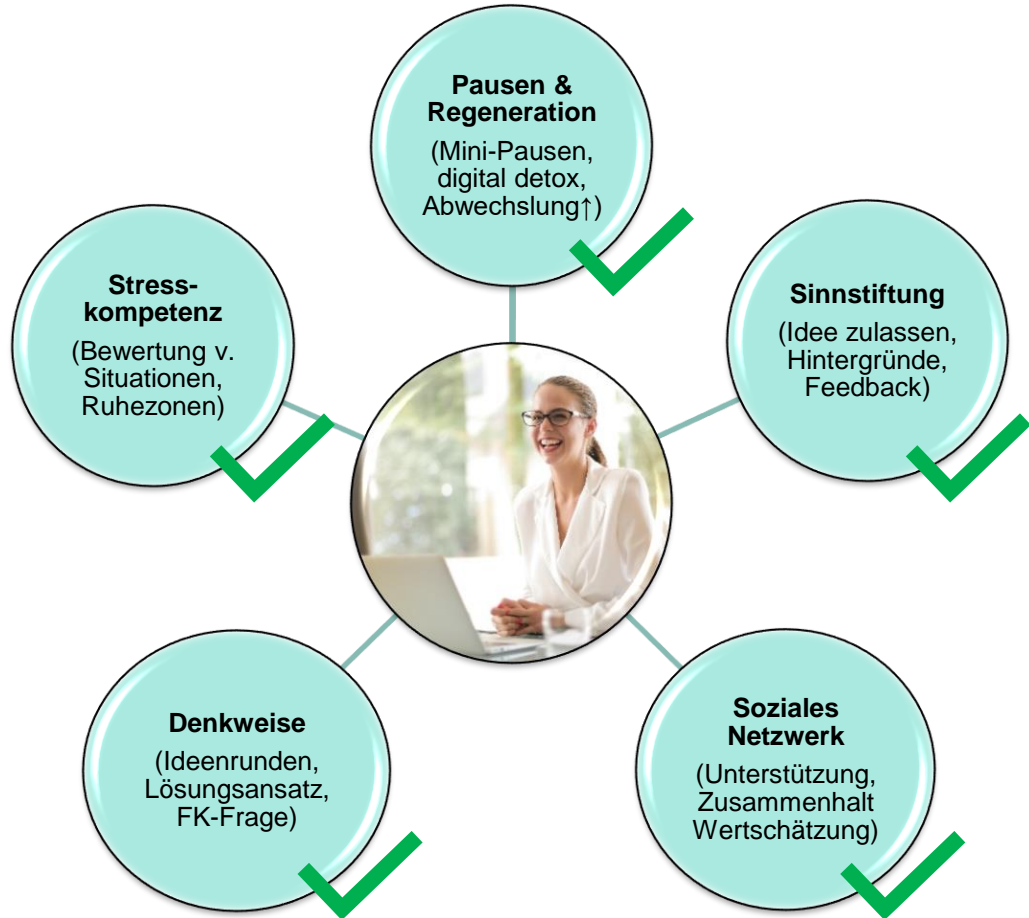 Pausen &
Regeneration
(Mini-Pausen,
digital detox,
Abwechslung↑)
Stress-
kompetenz
(Bewertung v.
Situationen,
Ruhezonen)
Sinnstiftung
(Idee zulassen,
Hintergründe,
Feedback)
Denkweise
(Ideenrunden,
Lösungsansatz,
FK-Frage)
Soziales
Netzwerk
(Unterstützung,
Zusammenhalt
Wertschätzung)